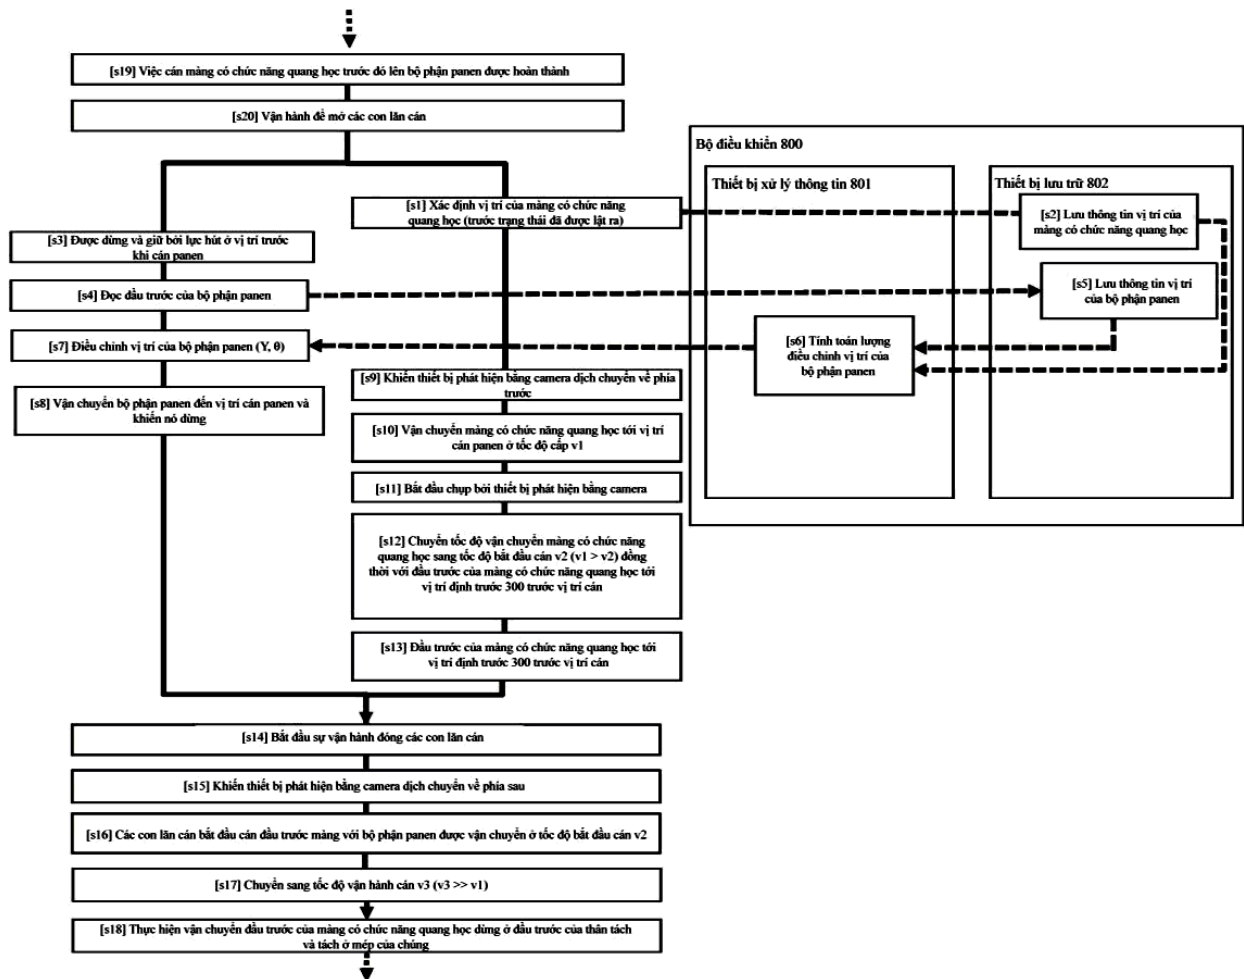 [s19] Việc cán màng có chức năng quang học trước đó lên bộ phận panen được hoàn thành
[s20] Vận hành để mở các con lăn cán
Bộ điều khiển 800
Thiết bị xử lý thông tin 801
Thiết bị lưu trữ 802
[s1] Xác định vị trí của màng có chức năng
quang học (trước trạng thái đã được lật ra)
[s2] Lưu thông tin vị trí của
màng có chức năng quang học
[s3] Được dừng và giữ bởi lực hút ở vị trí trước
khi cán panen
[s4] Đọc đầu trước của bộ phận panen
[s5] Lưu thông tin vị trí
của bộ phận panen
[s6] Tính toán lượng
điều chỉnh vị trí của
bộ phận panen
[s7] Điều chỉnh vị trí của bộ phận panen (Y, θ)
[s8] Vận chuyển bộ phận panen đến vị trí cán panen và
khiến nó dừng
[s9] Khiến thiết bị phát hiện bằng camera dịch chuyển về phía
trước
[s10] Vận chuyển màng có chức năng quang học tới vị trí
cán panen ở tốc độ cấp v1
[s11] Bắt đầu chụp bởi thiết bị phát hiện bằng camera
[s12] Chuyển tốc độ vận chuyển màng có chức năng
quang học sang tốc độ bắt đầu cán v2 (v1 > v2) đồng
thời với đầu trước của màng có chức năng quang học tới
vị trí định trước 300 trước vị trí cán
[s13] Đầu trước của màng có chức năng quang học tới
vị trí định trước 300 trước vị trí cán
[s14] Bắt đầu sự vận hành đóng các con lăn cán
[s15] Khiến thiết bị phát hiện bằng camera dịch chuyển về phía sau
[s16] Các con lăn cán bắt đầu cán đầu trước màng với bộ phận panen được vận chuyển ở tốc độ bắt đầu cán v2
[s17] Chuyển sang tốc độ vận hành cán v3 (v3 >> v1)
[s18] Thực hiện vận chuyển đầu trước của màng có chức năng quang học dừng ở đầu trước của thân tách
và tách ở mép của chúng